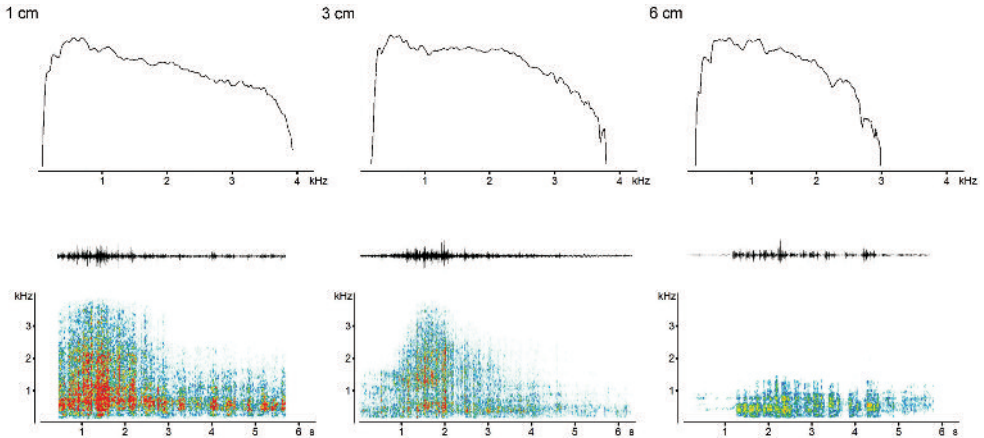 1 cm 3 cm 6 cm
1 2 3 4 kHz 1 2 3 4 kHz 1 2 3 4 kHz
kHz kHz kHz
3 3 3
2 2 2
1 1 1
1 2 3 4 5 6 s 1 2 3 4 5 6 s 1 2 3 4 5 6 s